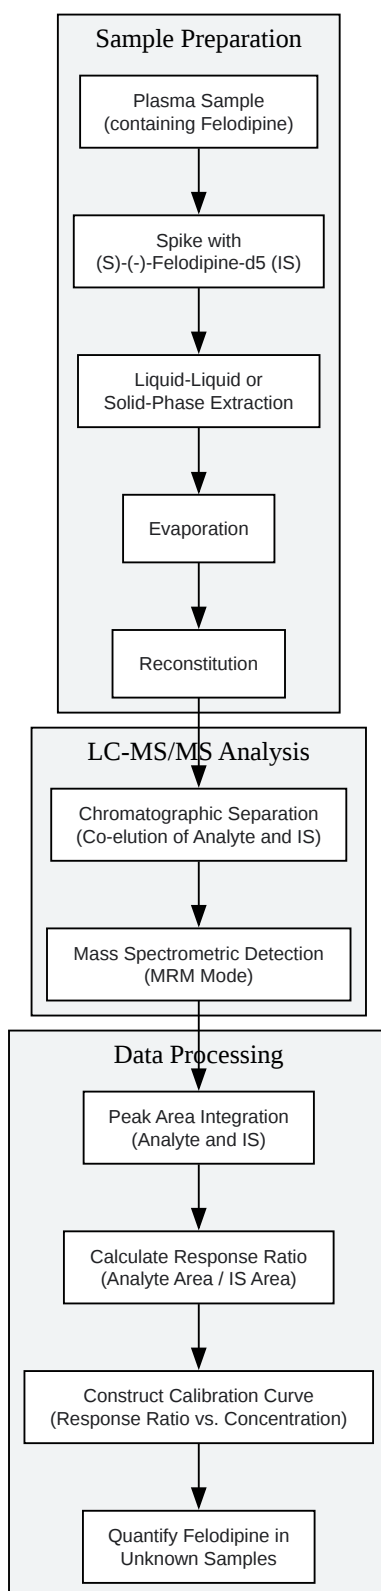 Sample Preparation
Plasma Sample
(containing Felodipine)
Spike with
(S)-(-)-Felodipine-d5 (IS)
Liquid-Liquid or
Solid-Phase Extraction
Evaporation
Reconstitution
LC-MS/MS Analysis
Chromatographic Separation
(Co-elution of Analyte and IS)
Mass Spectrometric Detection
(MRM Mode)
Data Processing
Peak Area Integration
(Analyte and IS)
Calculate Response Ratio
(Analyte Area / IS Area)
Construct Calibration Curve
(Response Ratio vs. Concentration)
Quantify Felodipine in
Unknown Samples